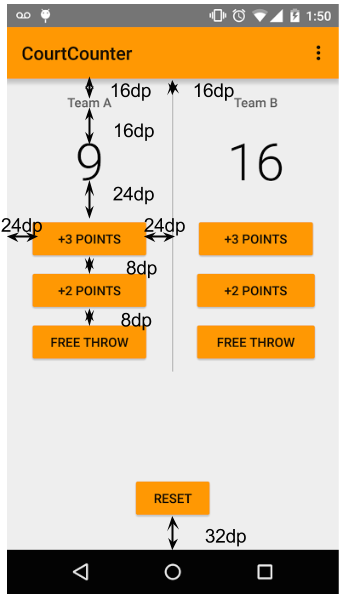 1:50
CourtCounter
16dp 16dp
Team A Team B
16dp
9 16
24dp
24dp 24dp
+3 POINTS +3 POINTS
8dp
+2 POINTS +2 POINTS
8dp
FREE THROW FREE THROW
RESET
32dp